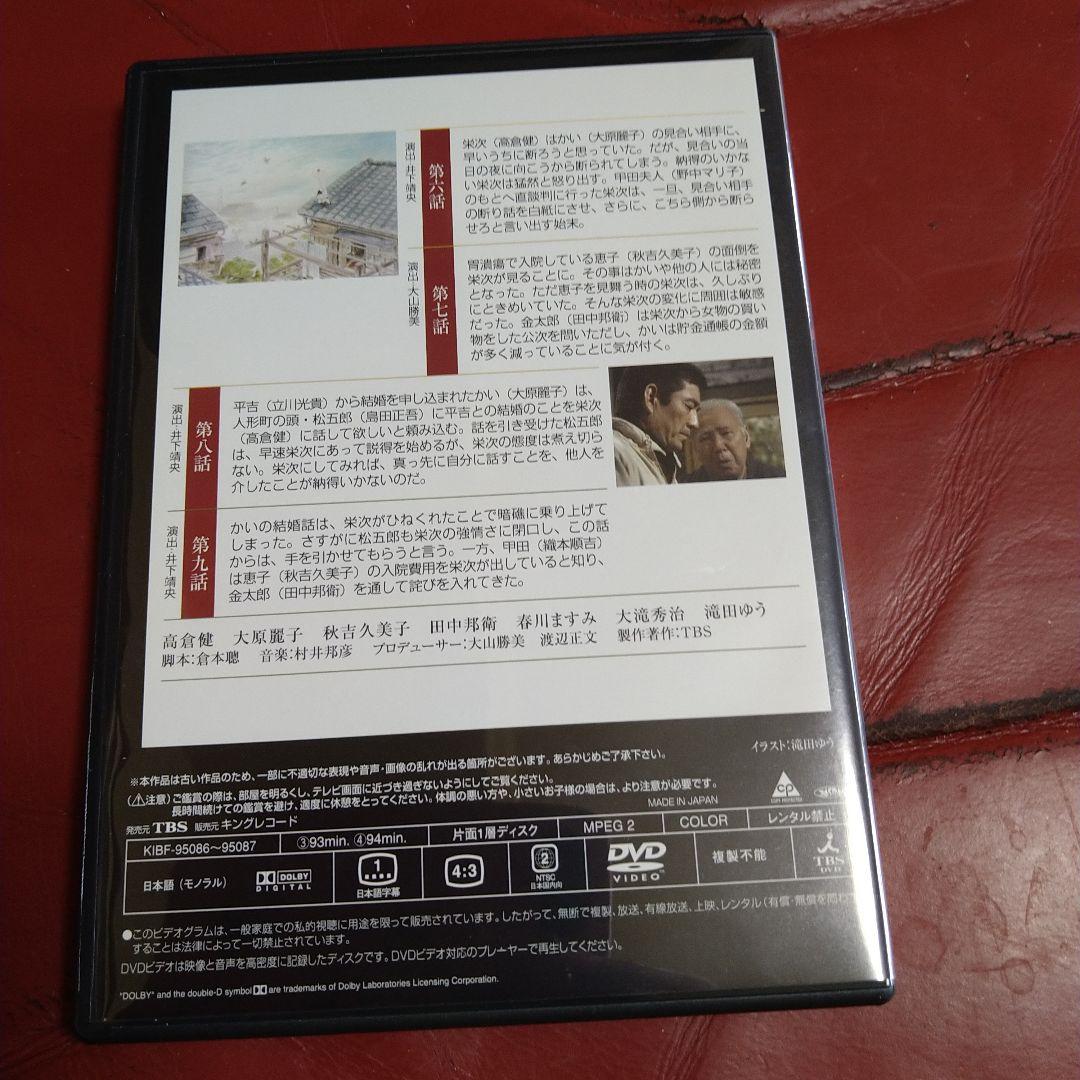 第六話
演出・井下靖央
栄次（高倉健）はかい（大原麗子）の見合い相手に、
早いうちに断ろうと思っていた。だが、見合いの当
日の夜に向こうから断られてしまう。納得のいかな
い栄次は猛然と怒り出す。甲田夫人（野中マリ子）
のもとへ直談判に行った栄次は、一旦、見合い相手
の断り話を白紙にさせ、さらに、こちら側から断ら
せろと言い出す始末。
第七話
演出・大山勝美
胃潰瘍で入院している恵子（秋吉久美子）の面倒を
栄次が見ることに。その事はかいや他の人には秘密
となった。ただ恵子を見舞う時の栄次は、久しぶり
にときめいていた。そんな栄次の変化に周囲は敏感
だった。金太郎（田中邦衛）は栄次から女物の買い
物をした公次を問いただし、かいは貯金通帳の金額
が多く減っていることに気が付く。
第八話
演出・井下靖央
平吉（立川光貴）から結婚を申し込まれたかい（大原麗子）は、
人形町の頭・松五郎（島田正吾）に平吉との結婚のことを栄次
（高倉健）に話して欲しいと頼み込む。話を引き受けた松五郎
は、早速栄次にあって説得を始めるが、栄次の態度は煮え切ら
ない。栄次にしてみれば、真っ先に自分に話すことを、他人を
介したことが納得いかないのだ。
第九話
演出・井下靖央
かいの結婚話は、栄次がひねくれたことで暗礁に乗り上げて
しまった。さすがに松五郎も栄次の強情さに閉口し、この話
からは、手を引かせてもらうと言う。一方、甲田（織本順吉）
は恵子（秋吉久美子）の入院費用を栄次が出していると知り、
金太郎（田中邦衛）を通して詫びを入れてきた。
高倉健 大原麗子 秋吉久美子 田中邦衛 春川ますみ 大滝秀治 滝田ゆう
脚本:倉本聰 音楽:村井邦彦 プロデューサー:大山勝美 渡辺正文 製作著作:TBS
イラスト:滝田ゆう
※本作品は古い作品のため、一部に不適切な表現や音声・画像の乱れが出る箇所がございます。あらかじめご了承下さい。
(⚠注意) ご鑑賞の際は、部屋を明るくし、テレビ画面に近づき過ぎないようにしてご覧ください。
長時間続けての鑑賞を避け、適度に休憩をとってください。体調の悪い方や、小さいお子様の場合は、より注意が必要です。
MADE IN JAPAN
発売元 TBS 販売元 キングレコード
KIBF-95086～95087 ③93min. ④94min. 片面1層ディスク MPEG 2 COLOR レンタル禁止
日本語（モノラル） DOLBY DIGITAL 1 日本語字幕 4:3 2 NTSC 日本国内向 DVD VIDEO 複製不能 TBS DVD
●このビデオグラムは、一般家庭での私的視聴に用途を限って販売されています。したがって、無断で複製、放送、有線放送、上映、レンタル（有償・無償を問わ
することは法律によって一切禁止されています。
DVDビデオは映像と音声を高密度に記録したディスクです。DVDビデオ対応のプレーヤーで再生してください。
"DOLBY" and the double-D symbol are trademarks of Dolby Laboratories Licensing Corporation.